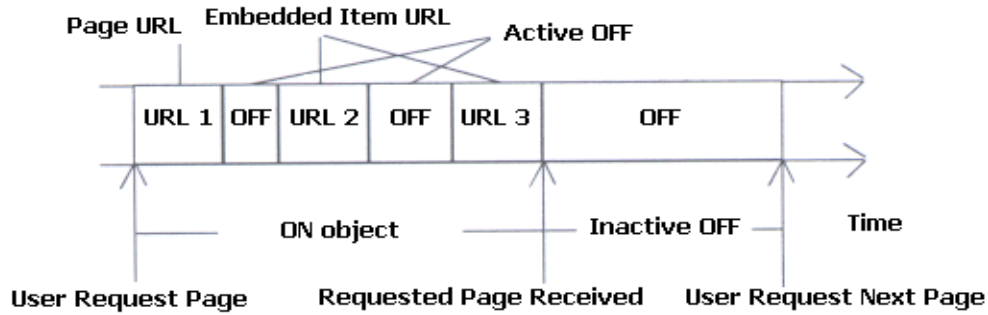 Page URL
Embedded Item URL
Active OFF
URL 1 OFF URL 2 OFF URL 3 OFF
ON object
Inactive OFF
Time
User Request Page
Requested Page Received
User Request Next Page